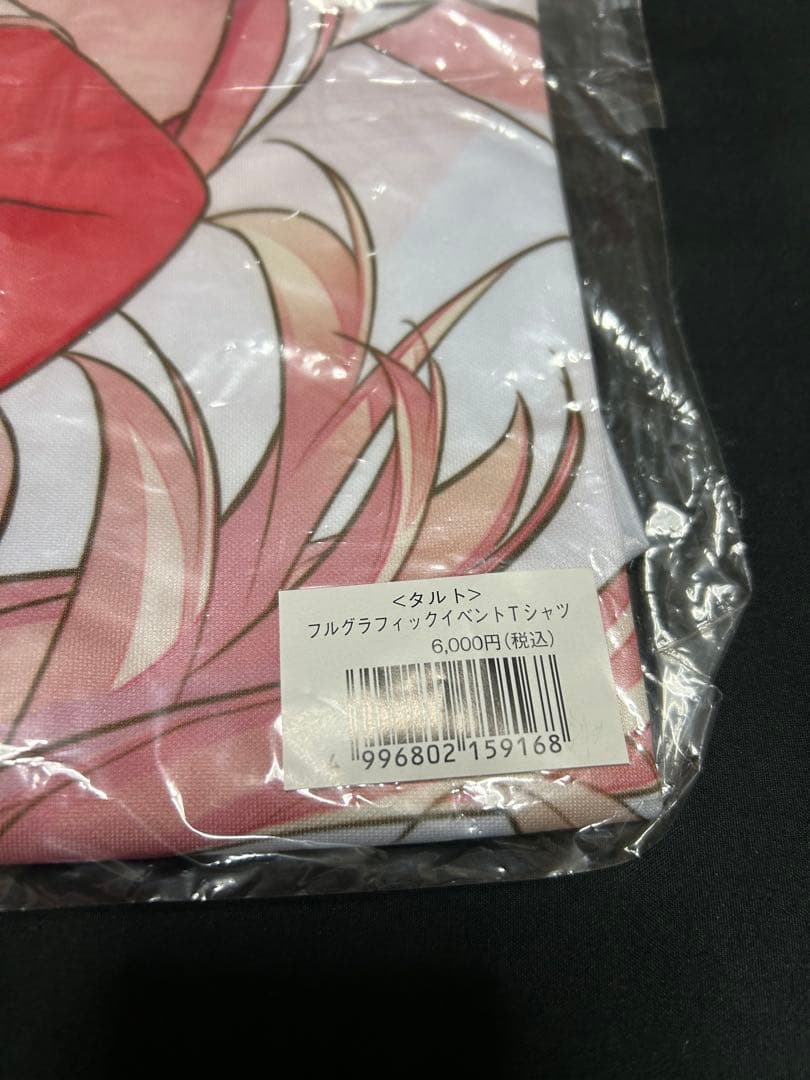 <タルト>
フルグラフィックイベントTシャツ
6,000円(税込)
4 996802 159168